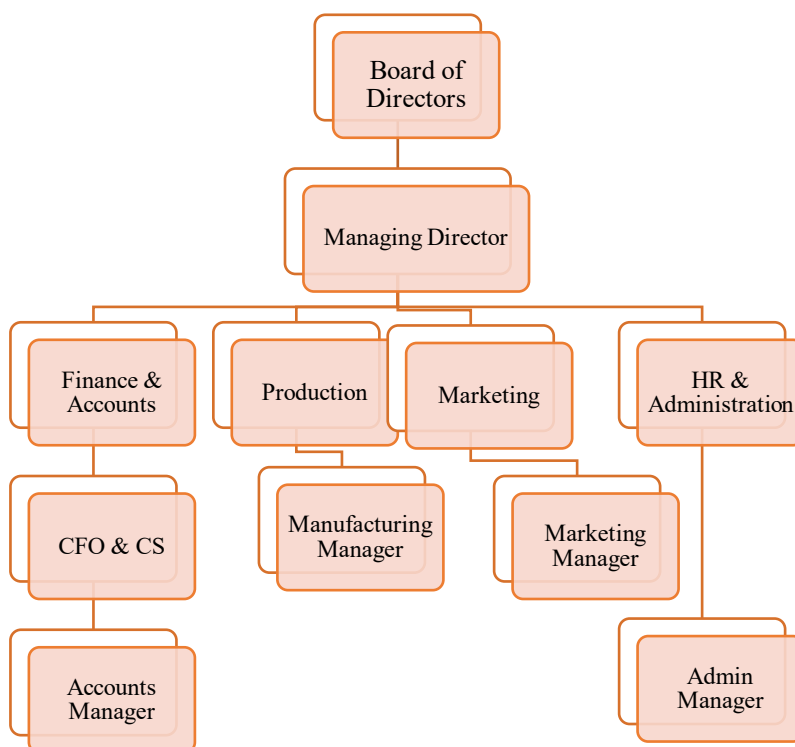 Board of
Directors
Managing Director
Finance &
Accounts
Production
Marketing
HR &
Administration
CFO & CS
Manufacturing
Manager
Marketing
Manager
Accounts
Manager
Admin
Manager